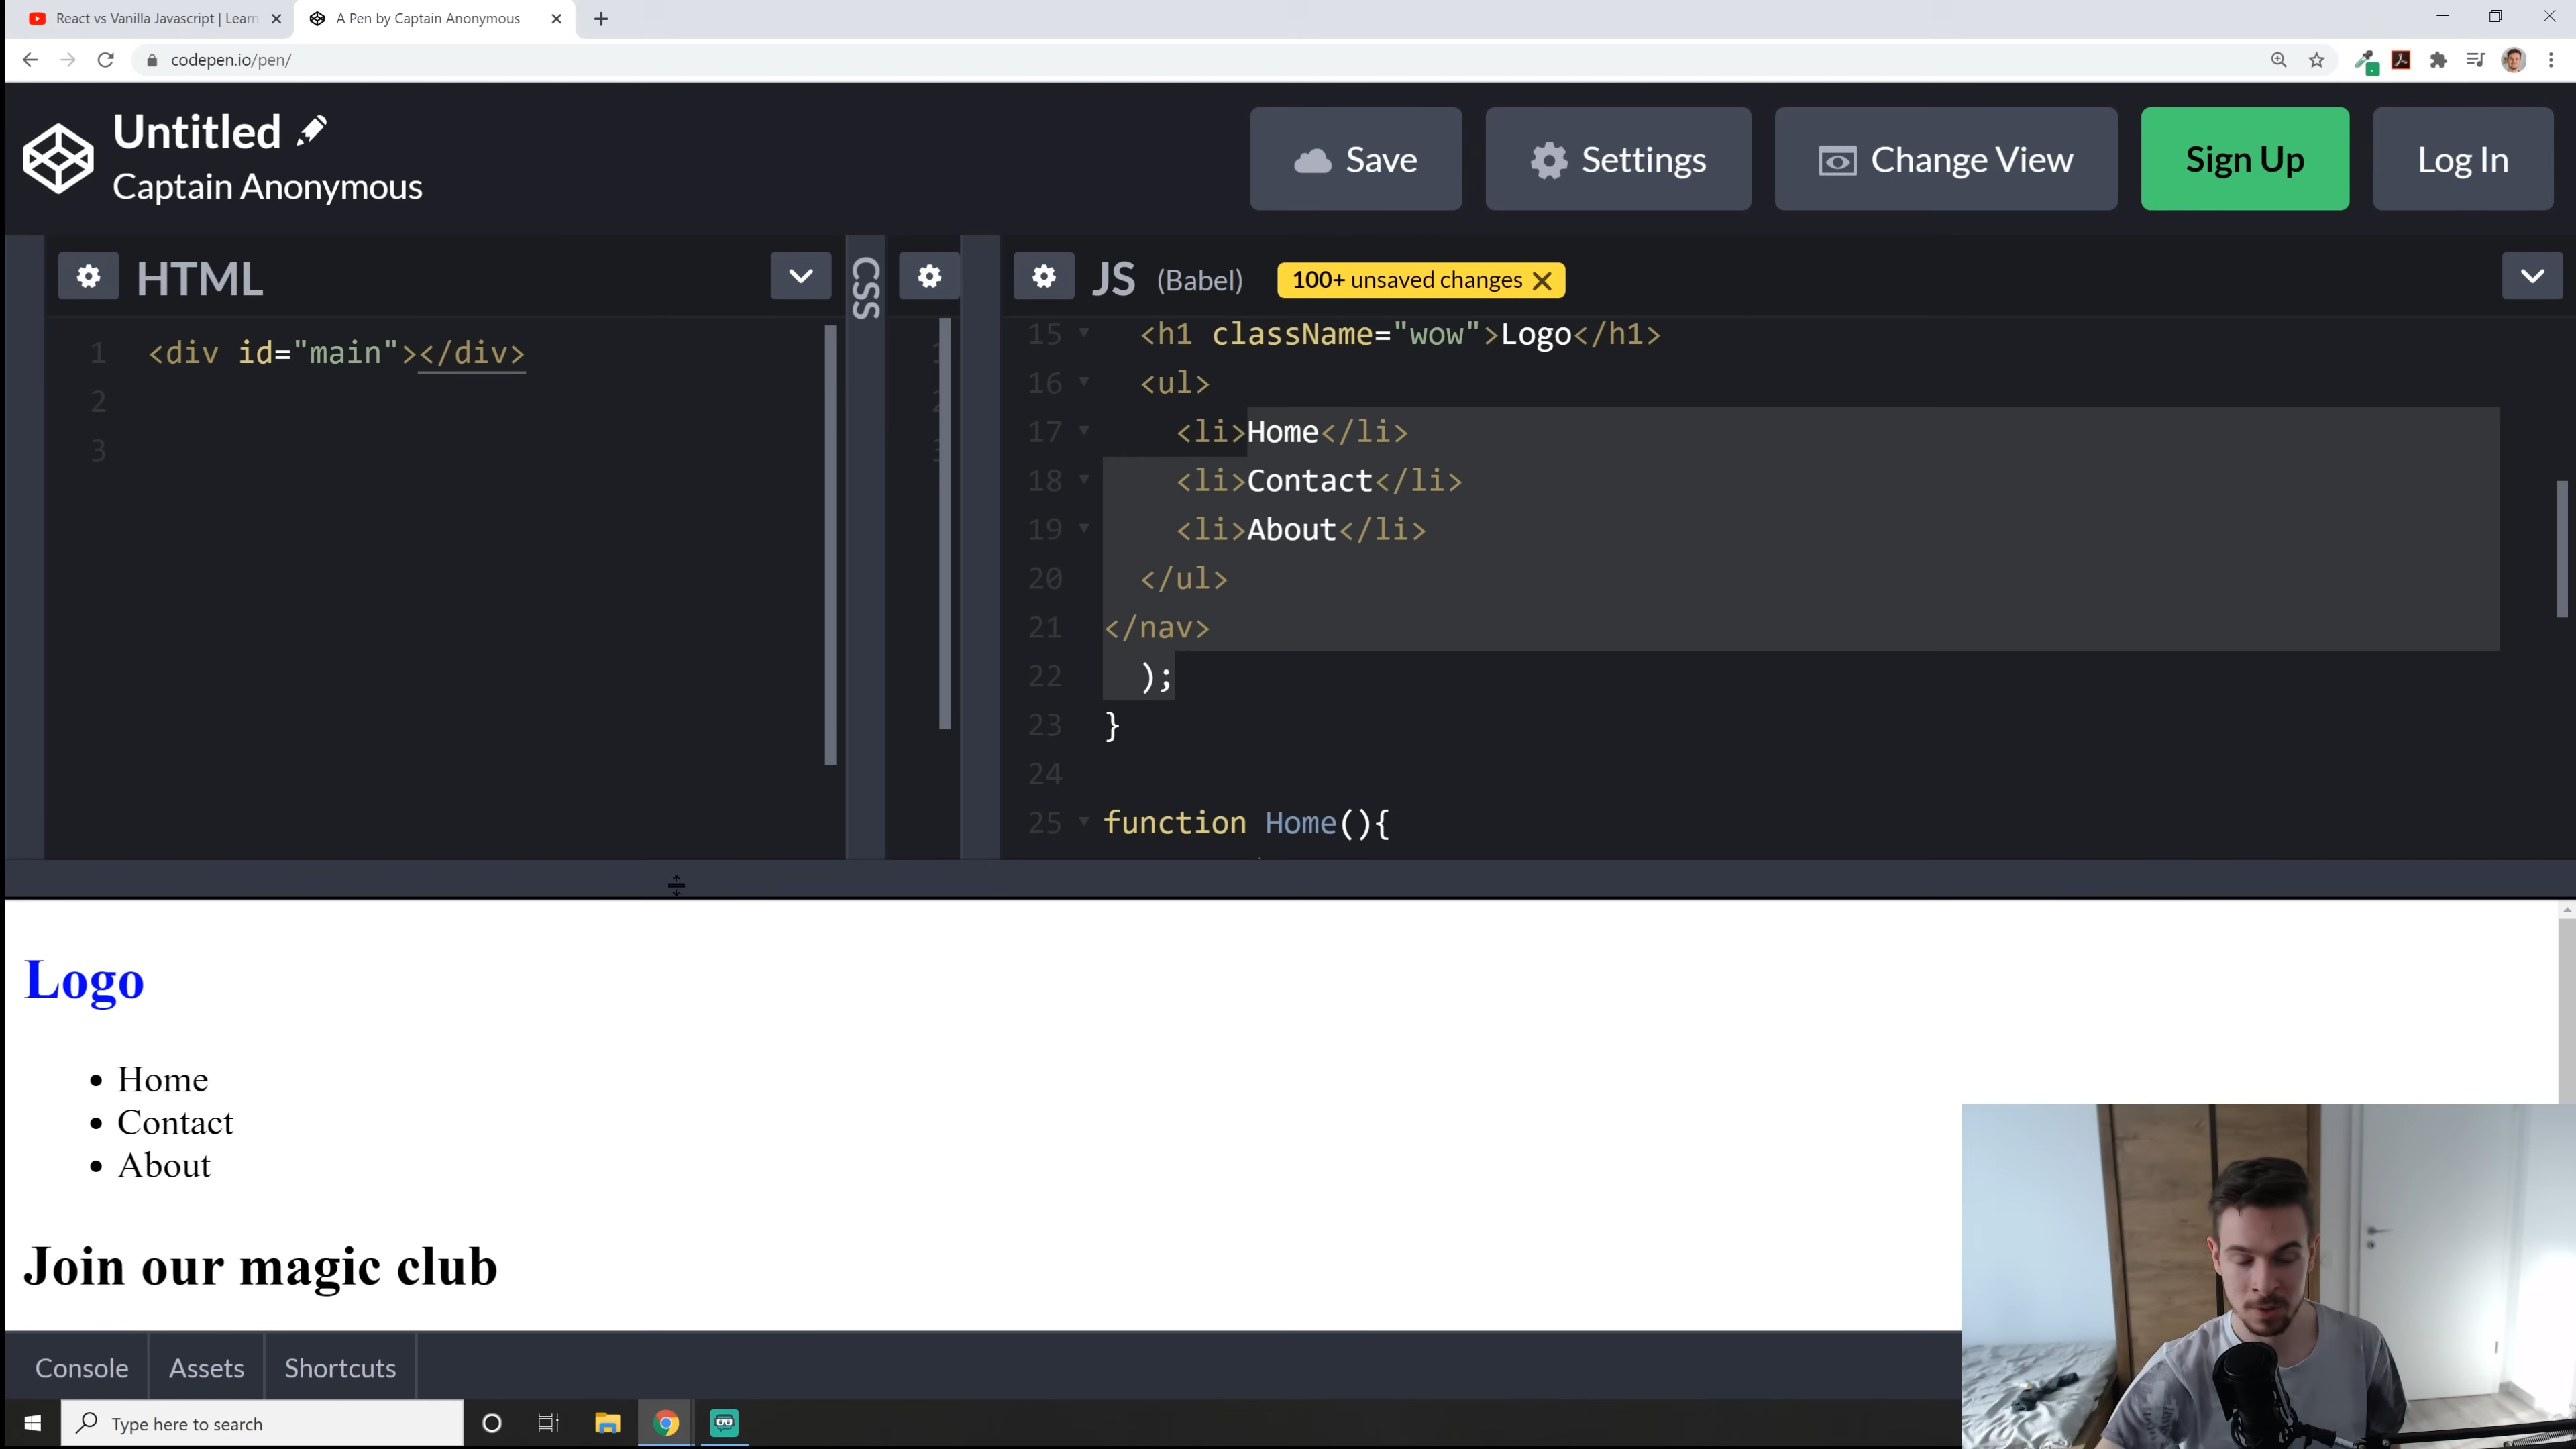 React vs Vanilla Javascript | Learn
A Pen by Captain Anonymous
codepen.io/pen/
Untitled
Captain Anonymous
Save
Settings
Change View
Sign Up
Log In
HTML
1 <div id="main"></div>
2
3
CSS
JS (Babel)
100+ unsaved changes
15 <h1 className="wow">Logo</h1>
16 <ul>
17 <li>Home</li>
18 <li>Contact</li>
19 <li>About</li>
20 </ul>
21 </nav>
22 );
23 }
24
25 function Home(){
Logo
• Home
• Contact
• About
Join our magic club
Console
Assets
Shortcuts
Type here to search